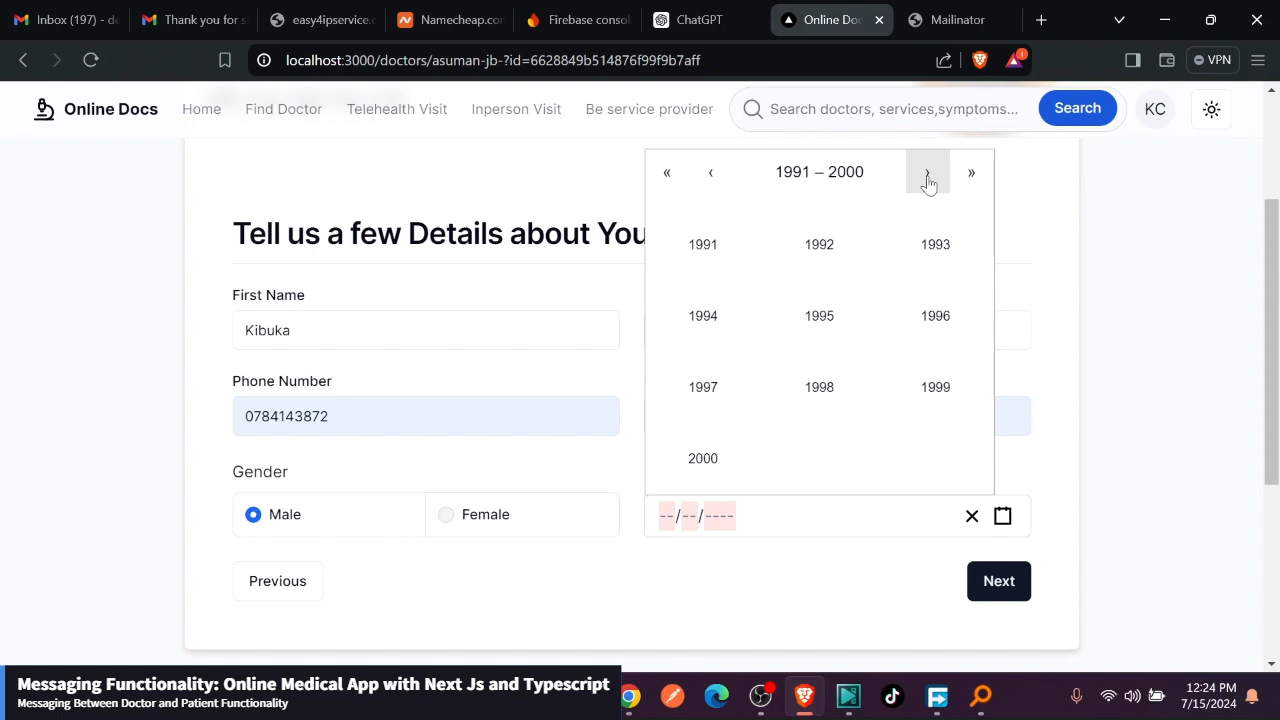 Inbox (197) - de
Thank you for s
easy4ipservice.c
Namecheap.cor
Firebase consol
ChatGPT
Online Doc
Mailinator
localhost:3000/doctors/asuman-jb-?id=6628849b514876f99f9b7aff
1
VPN
Online Docs
Home
Find Doctor
Telehealth Visit
Inperson Visit
Be service provider
Search doctors, services,symptoms...
Search
KC
« ‹ 1991 – 2000 › »
1991 1992 1993
1994 1995 1996
1997 1998 1999
2000
Tell us a few Details about You
First Name
Kibuka
Phone Number
0784143872
Gender
Male
Female
--/--/----
Previous
Next
Messaging Functionality: Online Medical App with Next Js and Typescript
Messaging Between Doctor and Patient Functionality
12:24 PM
7/15/2024